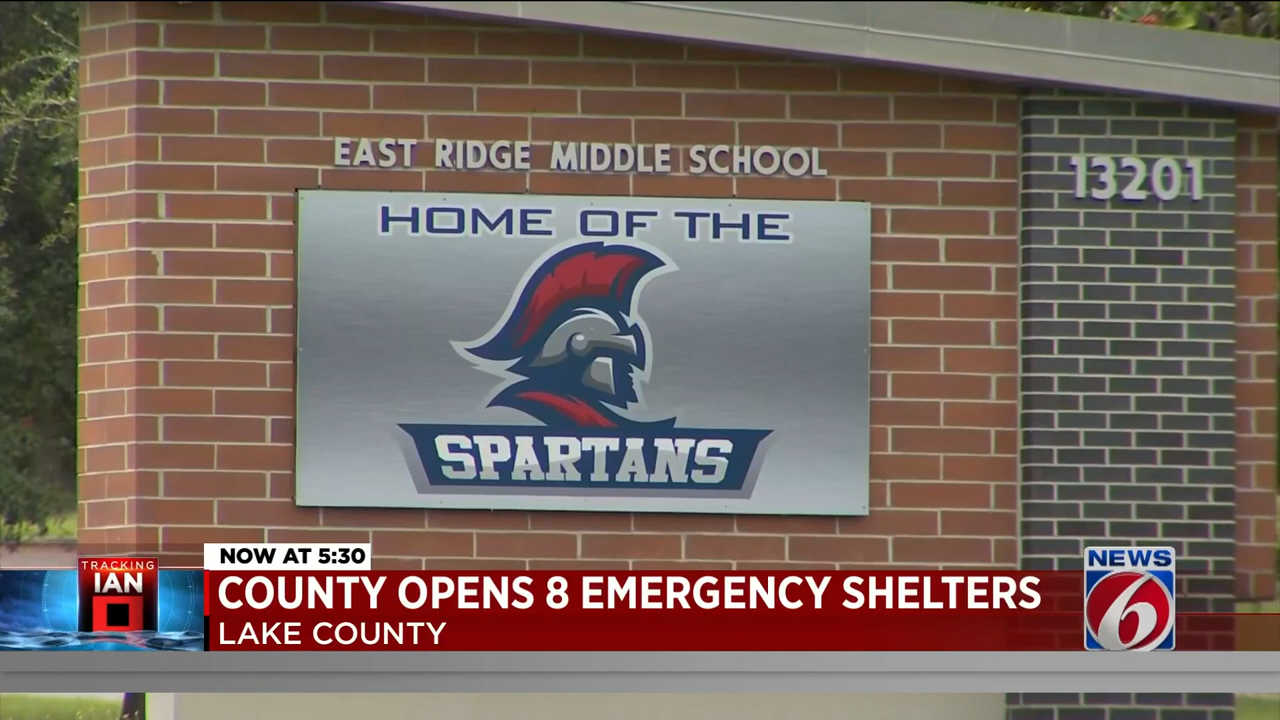 EAST RIDGE MIDDLE SCHOOL
13201
HOME OF THE
SPARTANS
NOW AT 5:30
TRACKING
IAN
COUNTY OPENS 8 EMERGENCY SHELTERS
LAKE COUNTY
NEWS
6